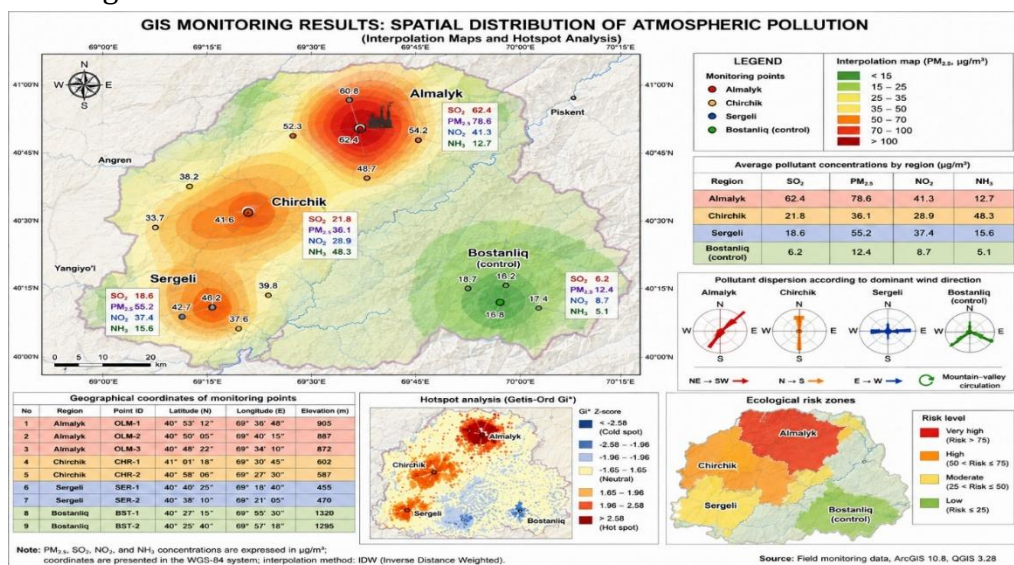 GIS MONITORING RESULTS: SPATIAL DISTRIBUTION OF ATMOSPHERIC POLLUTION
(Interpolation Maps and Hotspot Analysis)
69°00'E 69°15'E 69°30'E 69°45'E 70°00'E 70°15'E
41°00'N
40°45'N
40°30'N
40°15'N
40°00'N
N
W E
S
Almalyk
60.8
62.4
52.3
54.2
48.7
SO₂ 62.4
PM₂.₅ 78.6
NO₂ 41.3
NH₃ 12.7
Piskent
Angren
38.2
33.7
Chirchik
41.6
SO₂ 21.8
PM₂.₅ 36.1
NO₂ 28.9
NH₃ 48.3
Yangiyo'l
Sergeli
46.2
42.7
39.8
37.6
SO₂ 18.6
PM₂.₅ 55.2
NO₂ 37.4
NH₃ 15.6
Bostanliq
(control)
18.7
16.2
17.4
16.8
SO₂ 6.2
PM₂.₅ 12.4
NO₂ 8.7
NH₃ 5.1
0 5 10 20
km
69°00'E 69°15'E 69°30'E 69°45'E 70°00'E 70°15'E
41°00'N
40°45'N
40°30'N
40°15'N
40°00'N
LEGEND
Monitoring points
Almalyk
Chirchik
Sergeli
Bostanliq (control)
Interpolation map (PM₂.₅, µg/m³)
< 15
15 – 25
25 – 35
35 – 50
50 – 70
70 – 100
> 100
Average pollutant concentrations by region (µg/m³)
Region SO₂ PM₂.₅ NO₂ NH₃
Almalyk 62.4 78.6 41.3 12.7
Chirchik 21.8 36.1 28.9 48.3
Sergeli 18.6 55.2 37.4 15.6
Bostanliq (control) 6.2 12.4 8.7 5.1
Pollutant dispersion according to dominant wind direction
Almalyk Chirchik Sergeli Bostanliq (control)
N N N N
W E W E W E W E
S S S S
NE → SW N → S E → W Mountain–valley circulation
Geographical coordinates of monitoring points
No Region Point ID Latitude (N) Longitude (E) Elevation (m)
1 Almalyk OLM-1 40° 53' 12" 69° 36' 48" 905
2 Almalyk OLM-2 40° 50' 05" 69° 40' 15" 887
3 Almalyk OLM-3 40° 48' 22" 69° 34' 10" 872
4 Chirchik CHR-1 41° 01' 18" 69° 30' 45" 602
5 Chirchik CHR-2 40° 58' 06" 69° 27' 30" 587
6 Sergeli SER-1 40° 40' 25" 69° 18' 40" 455
7 Sergeli SER-2 40° 38' 10" 69° 21' 05" 470
8 Bostanliq BST-1 40° 27' 15" 69° 55' 30" 1320
9 Bostanliq BST-2 40° 25' 40" 69° 57' 18" 1295
Hotspot analysis (Getis-Ord Gi*)
Almalyk
Chirchik
Sergeli
Bostanliq
Gi* Z-score
< -2.58
(Cold spot)
-2.58 – -1.96
-1.96 – -1.96
-1.65 – 1.65
(Neutral)
1.65 – 1.96
1.96 – 2.58
> 2.58
(Hot spot)
Ecological risk zones
Almalyk
Chirchik
Sergeli
Bostanliq
(control)
Risk level
Very high
(Risk > 75)
High
(50 < Risk ≤ 75)
Moderate
(25 < Risk ≤ 50)
Low
(Risk ≤ 25)
Note: PM₂.₅, SO₂, NO₂, and NH₃ concentrations are expressed in µg/m³;
coordinates are presented in the WGS-84 system; interpolation method: IDW (Inverse Distance Weighted).
Source: Field monitoring data, ArcGIS 10.8, QGIS 3.28